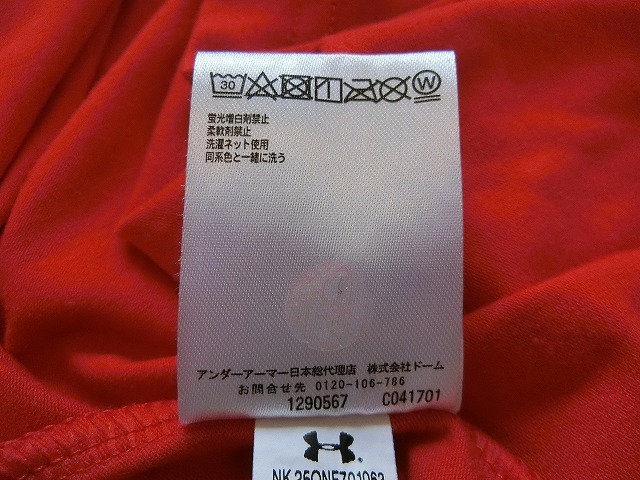 30 W
蛍光増白剤禁止
柔軟剤禁止
洗濯ネット使用
同系色と一緒に洗う
アンダーアーマー日本総代理店 株式会社ドーム
お問合せ先 0120-106-786
1290567 C041701
NK